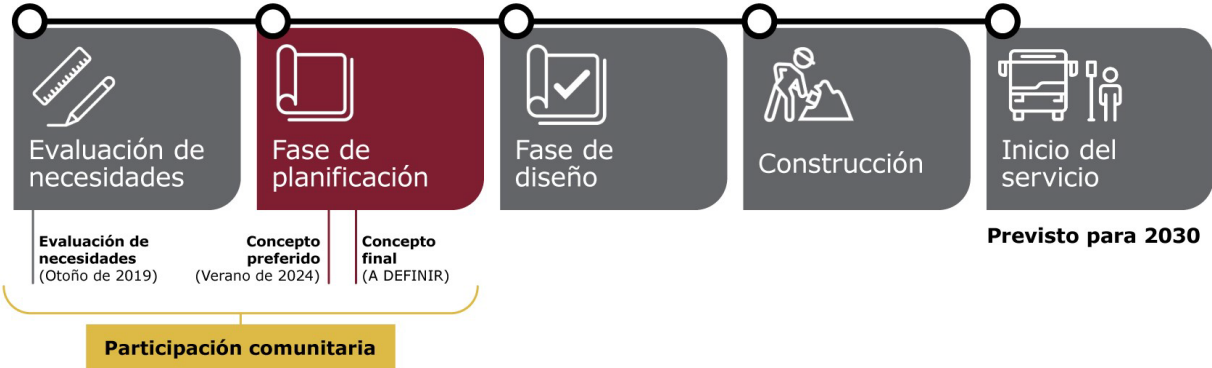 Evaluación de
necesidades
Fase de
planificación
Fase de
diseño
Construcción
Inicio del
servicio
Evaluación de
necesidades
(Otoño de 2019)
Concepto
preferido
(Verano de 2024)
Concepto
final
(A DEFINIR)
Previsto para 2030
Participación comunitaria